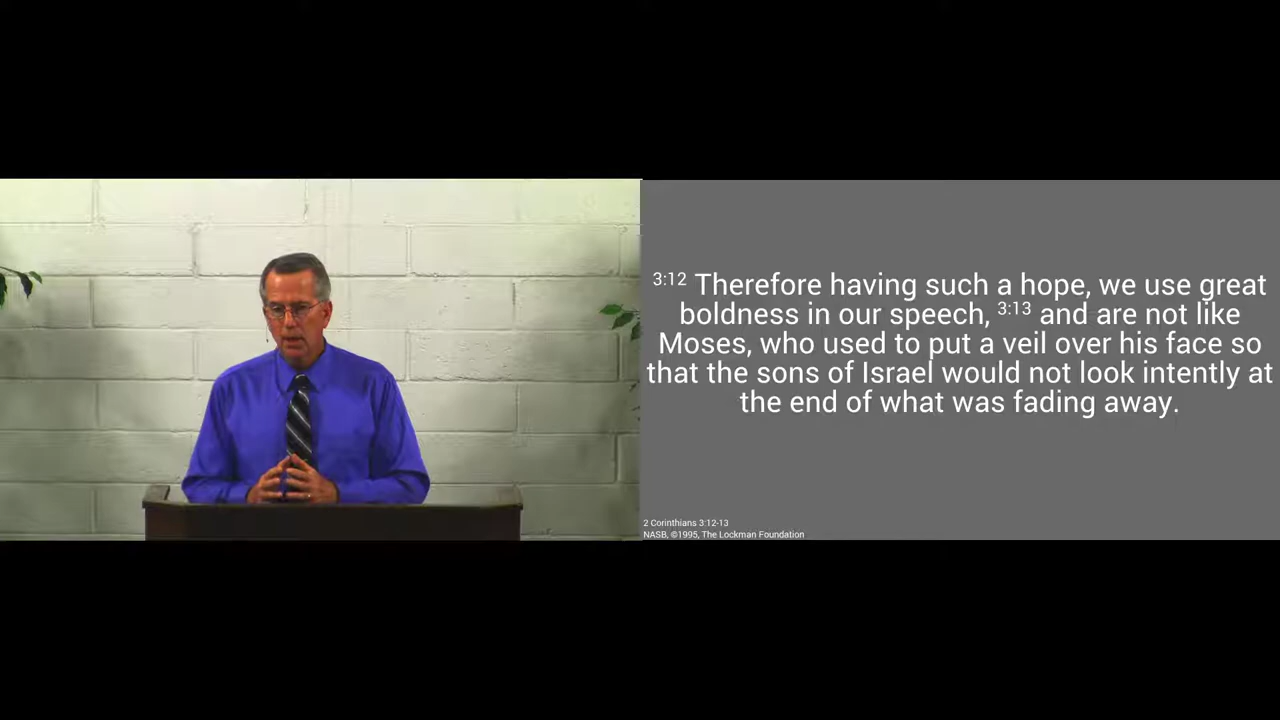 3:12 Therefore having such a hope, we use great
boldness in our speech, 3:13 and are not like
Moses, who used to put a veil over his face so
that the sons of Israel would not look intently at
the end of what was fading away.
2 Corinthians 3:12-13
NASB, ©1995, The Lockman Foundation